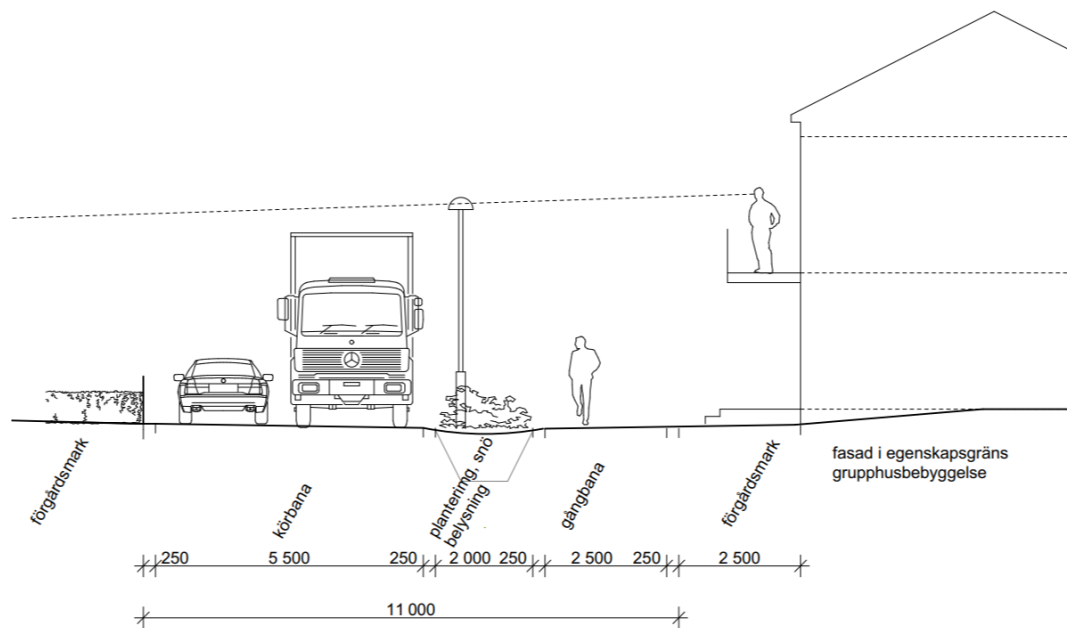 förgårdsmark
körbana
plantering, snö
belysning
gångbana
förgårdsmark
fasad i egenskapsgräns
grupphusbebyggelse
250 5 500 250 2 000 250 2 500 250 2 500
11 000